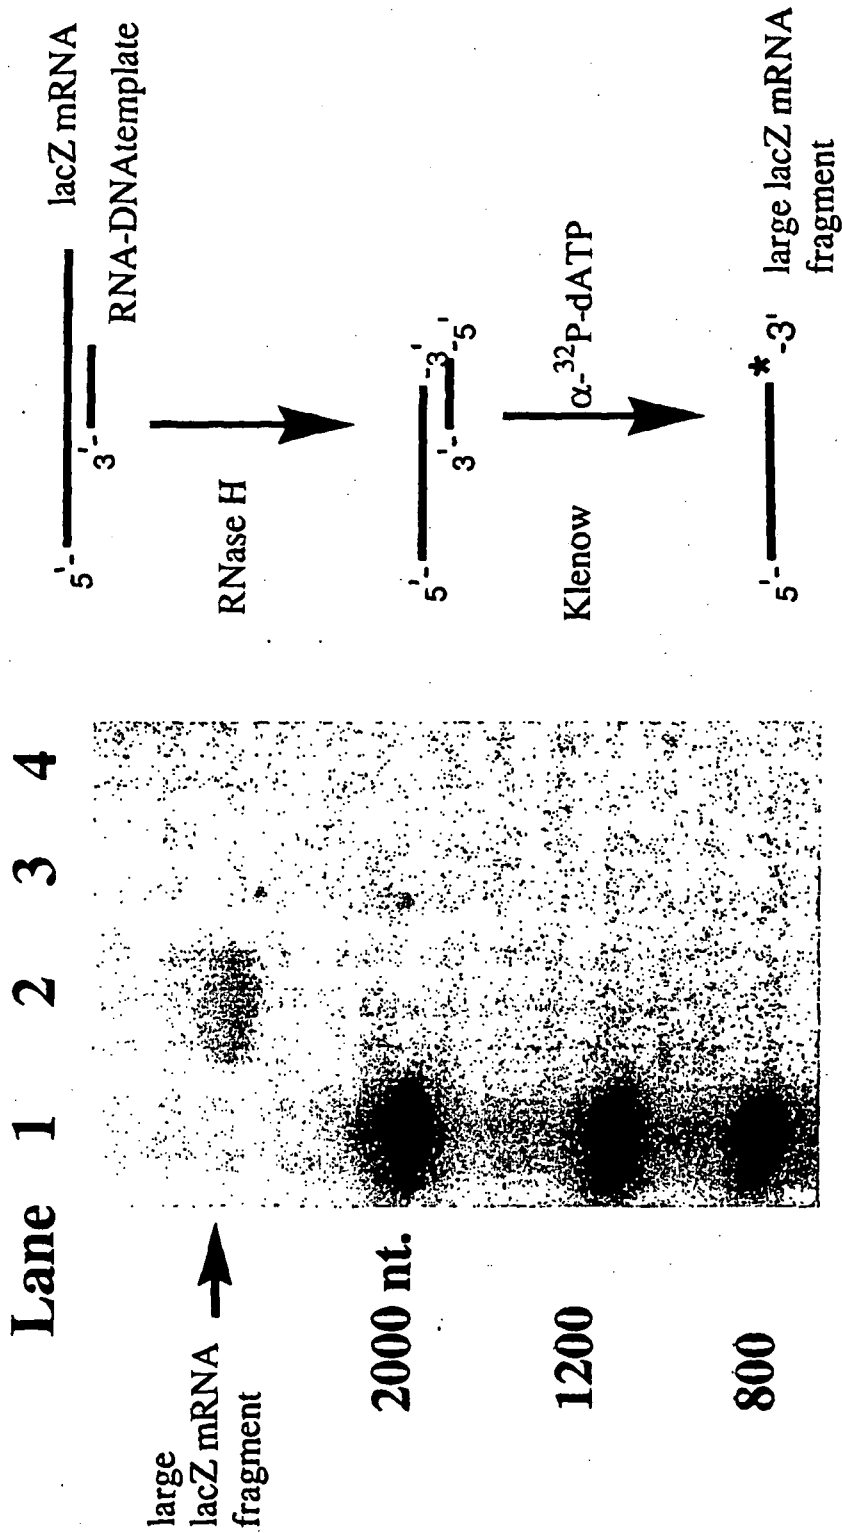 Lane 1 2 3 4
large
lacZ mRNA
fragment
2000 nt.
1200
800
5'-
lacZ mRNA
3'-
RNA-DNAtemplate
RNase H
5'-
-3'
3'-
-5'
Klenow
α-³²P-dATP
5'-
*
-3'
large lacZ mRNA
fragment